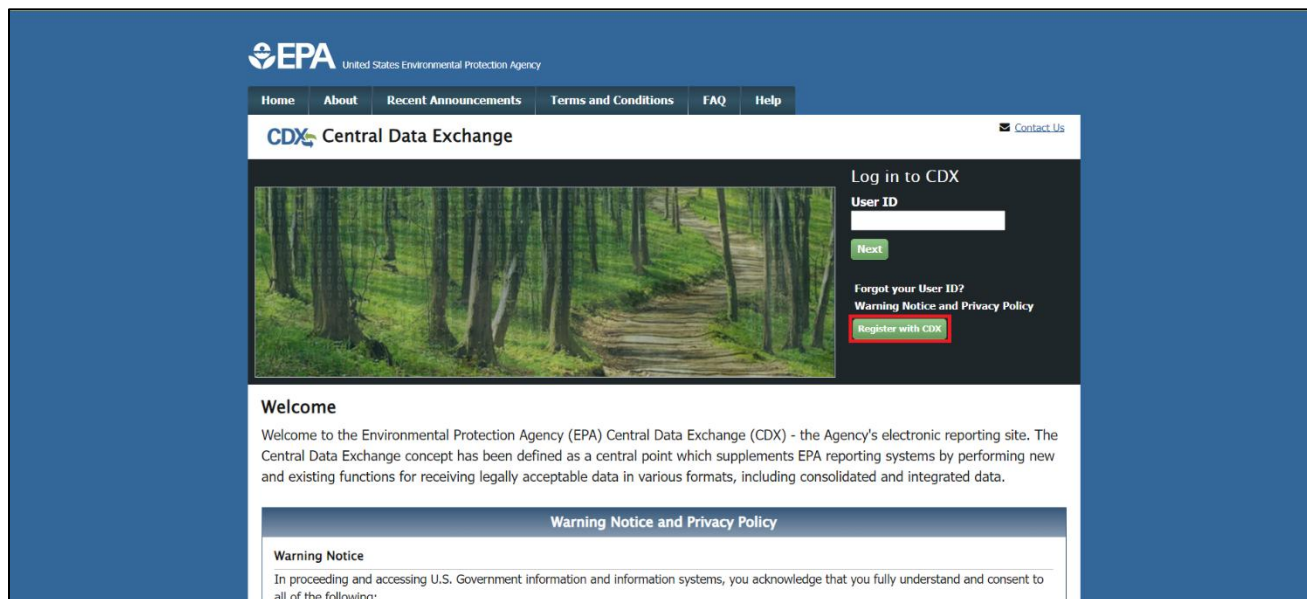 EPA United States Environmental Protection Agency
Home About Recent Announcements Terms and Conditions FAQ Help
CDX Central Data Exchange
Contact Us
Log in to CDX
User ID
Next
Forgot your User ID?
Warning Notice and Privacy Policy
Register with CDX
Welcome
Welcome to the Environmental Protection Agency (EPA) Central Data Exchange (CDX) - the Agency's electronic reporting site. The
Central Data Exchange concept has been defined as a central point which supplements EPA reporting systems by performing new
and existing functions for receiving legally acceptable data in various formats, including consolidated and integrated data.
Warning Notice and Privacy Policy
Warning Notice
In proceeding and accessing U.S. Government information and information systems, you acknowledge that you fully understand and consent to
all of the following: